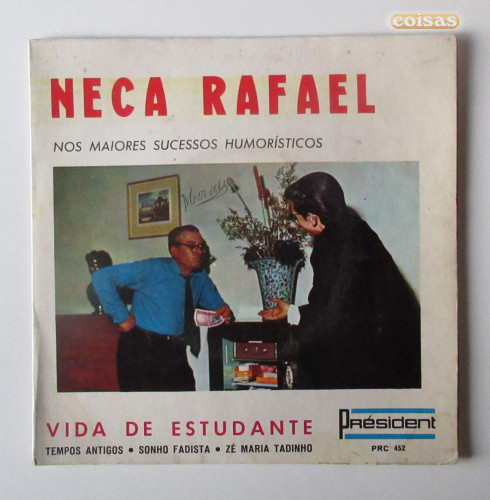 coisas
NECA RAFAEL
NOS MAIORES SUCESSOS HUMORÍSTICOS
VIDA DE ESTUDANTE
TEMPOS ANTIGOS • SONHO FADISTA • ZÉ MARIA TADINHO
Président
PRC 452